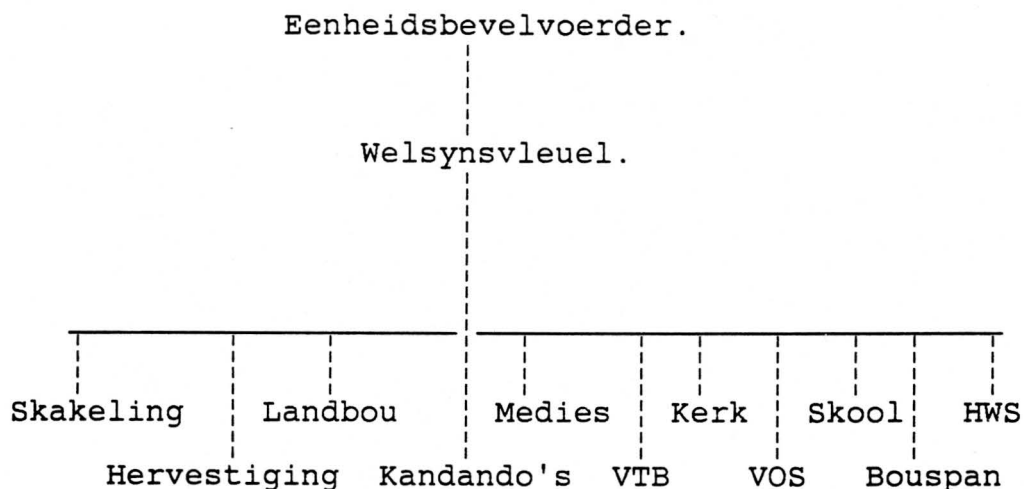 Eenheidsbevelvoerder.
Welsynsvleuel.
Skakeling Landbou Medies Kerk Skool HWS
Hervestiging Kandando's VTB VOS Bouspan